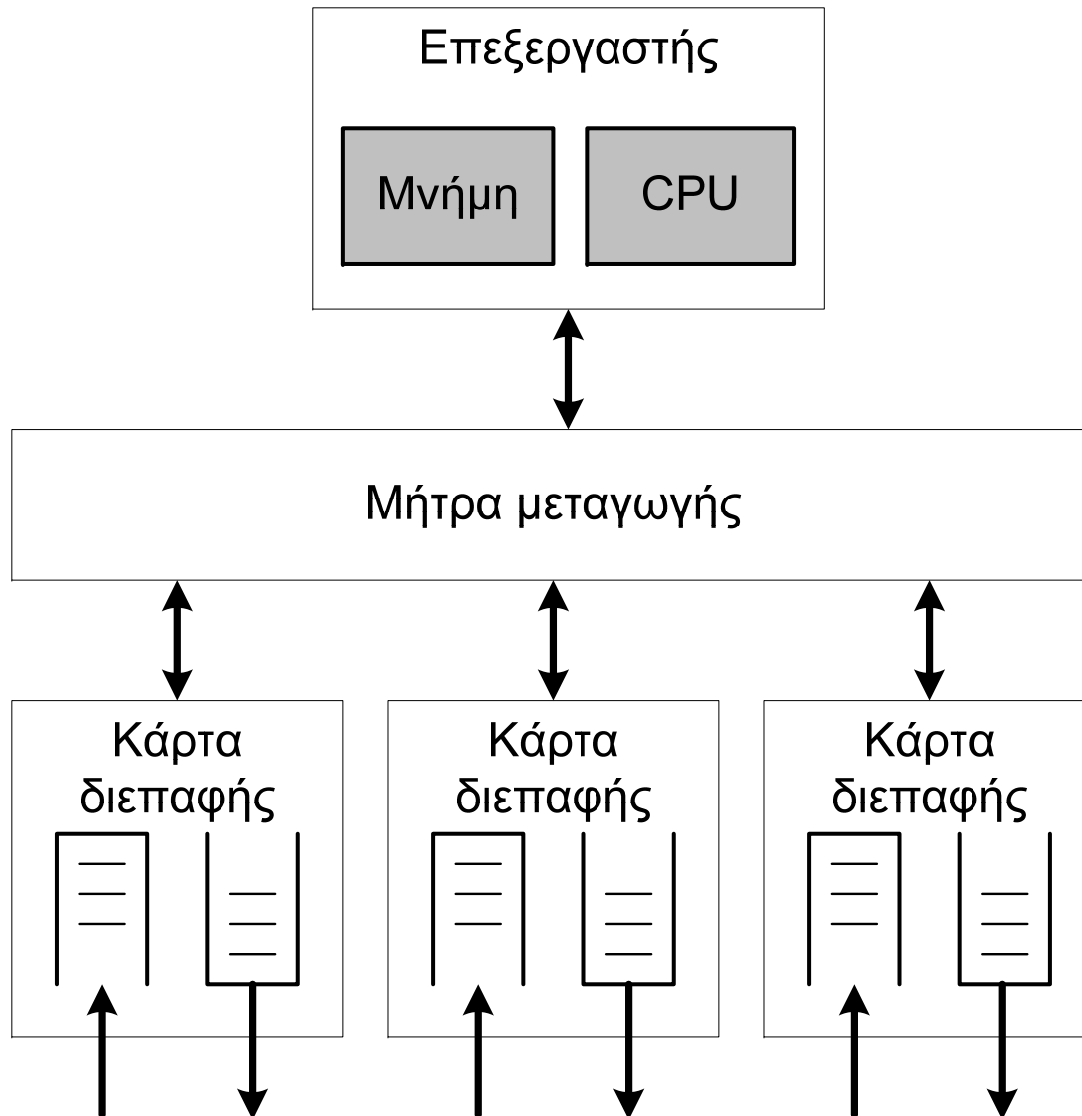 Επεξεργαστής
Μνήμη
CPU
Μήτρα μεταγωγής
Κάρτα
διεπαφής
Κάρτα
διεπαφής
Κάρτα
διεπαφής